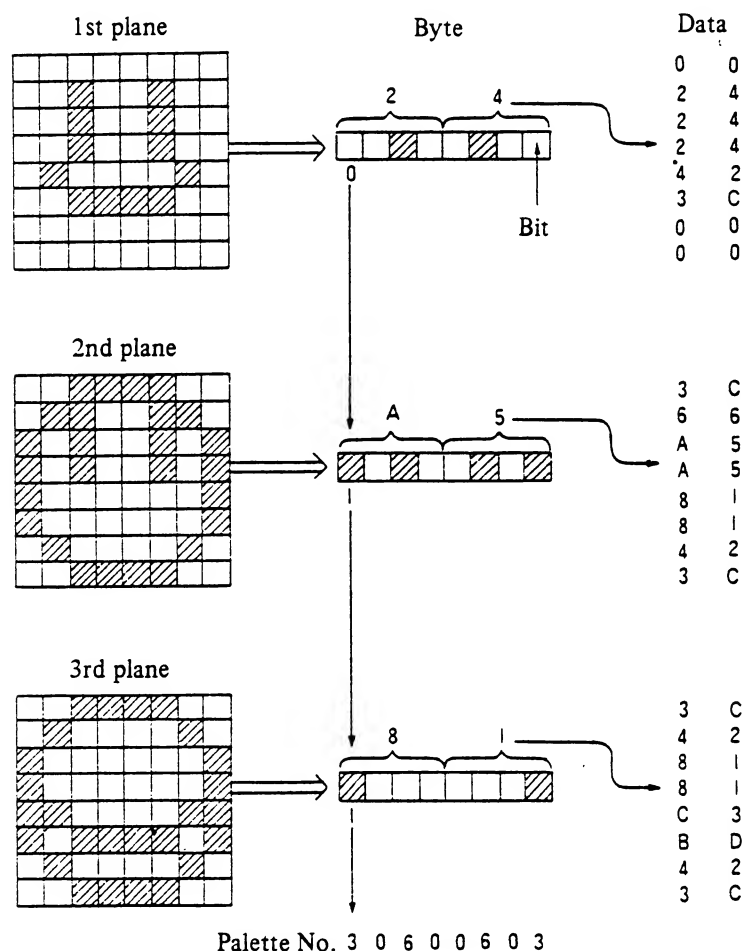 1st plane Byte Data
0 0
2 4 2 4
2 4
2 4
4 2
0 3 C
Bit 0 0
0 0
2nd plane
3 C
A 5 6 6
A 5
A 5
1 8 1
8 1
4 2
3 C
3rd plane
3 C
8 1 4 2
8 1
8 1
C 3
B D
4 2
3 C
Palette No. 3 0 6 0 0 6 0 3